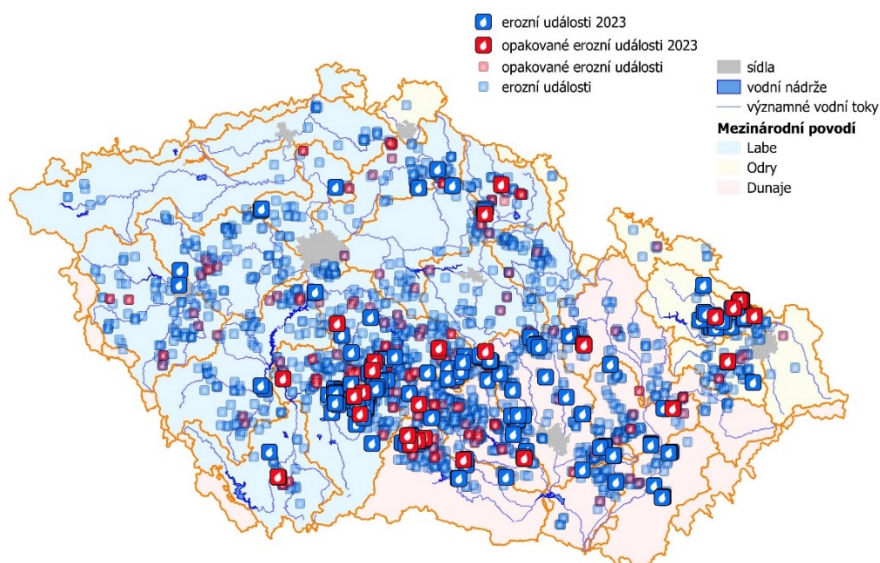 erozní události 2023
opakované erozní události 2023
opakované erozní události
erozní události
sídla
vodní nádrže
významné vodní toky
Mezinárodní povodí
Labe
Odry
Dunaje